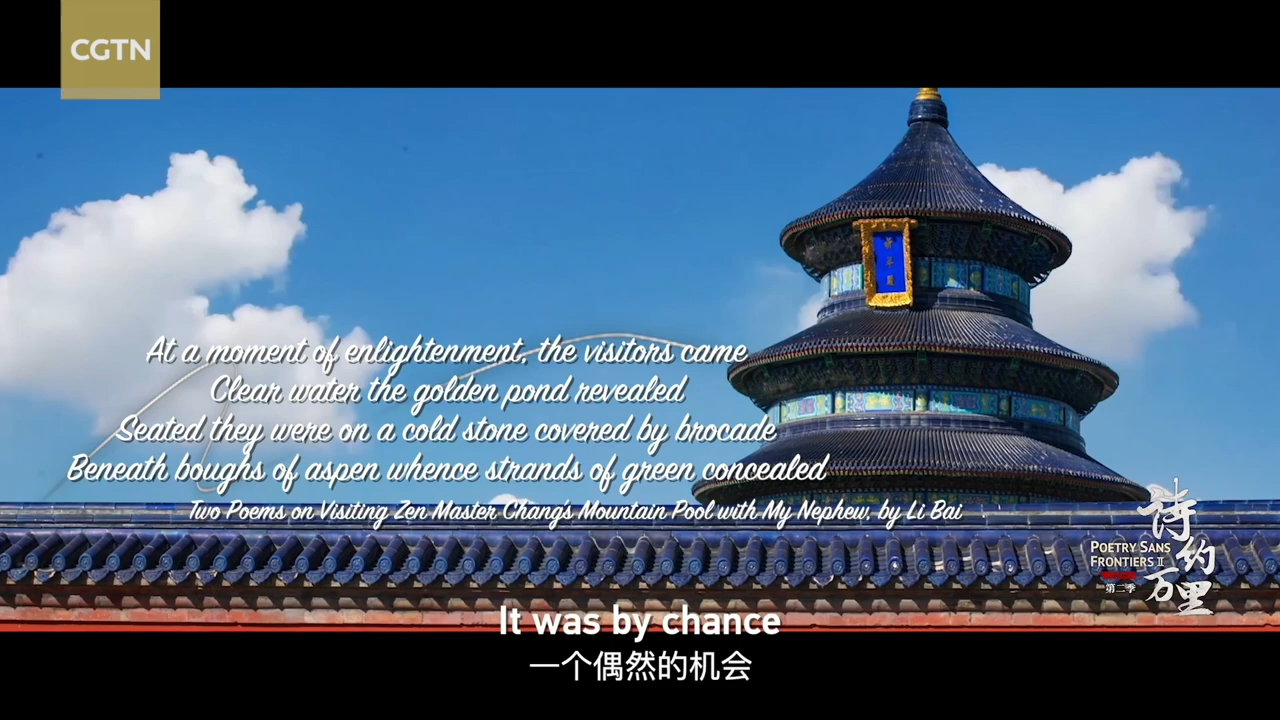 CGTN
At a moment of enlightenment, the visitors came
Clear water the golden pond revealed
Seated they were on a cold stone covered by brocade
Beneath boughs of aspen whence strands of green concealed
Two Poems on Visiting Zen Master Chang's Mountain Pool with My Nephew, by Li Bai
诗约万里
POETRY SANS
FRONTIERS II
第二季
It was by chance
一个偶然的机会